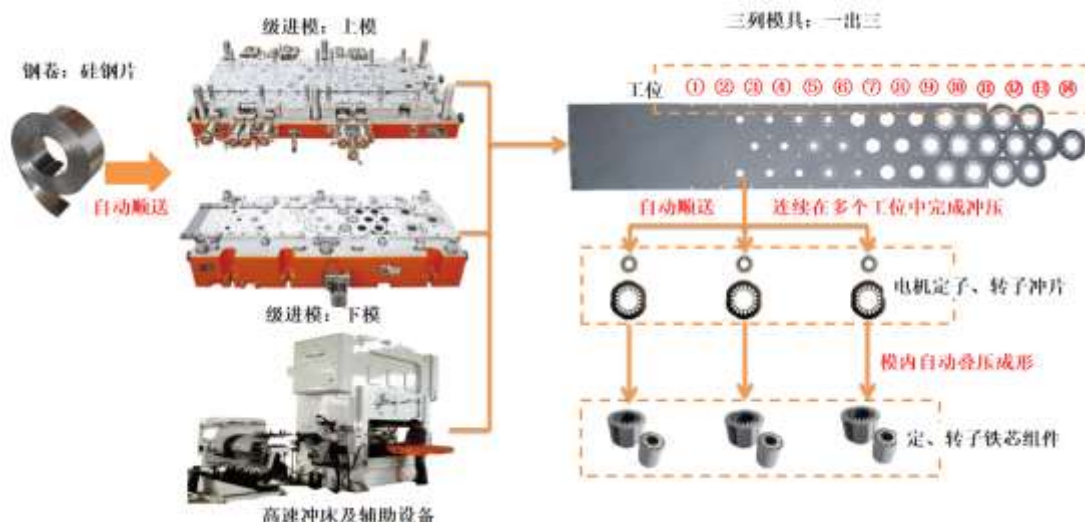 级进模：上模
三列模具：一出三
钢卷：硅钢片
工位 ① ② ③ ④ ⑤ ⑥ ⑦ ⑧ ⑨ ⑩ ⑪ ⑫ ⑬ ⑭
自动顺送
自动顺送
连续在多个工位中完成冲压
电机定子、转子冲片
级进模：下模
模内自动叠压成形
定、转子铁芯组件
高速冲床及辅助设备